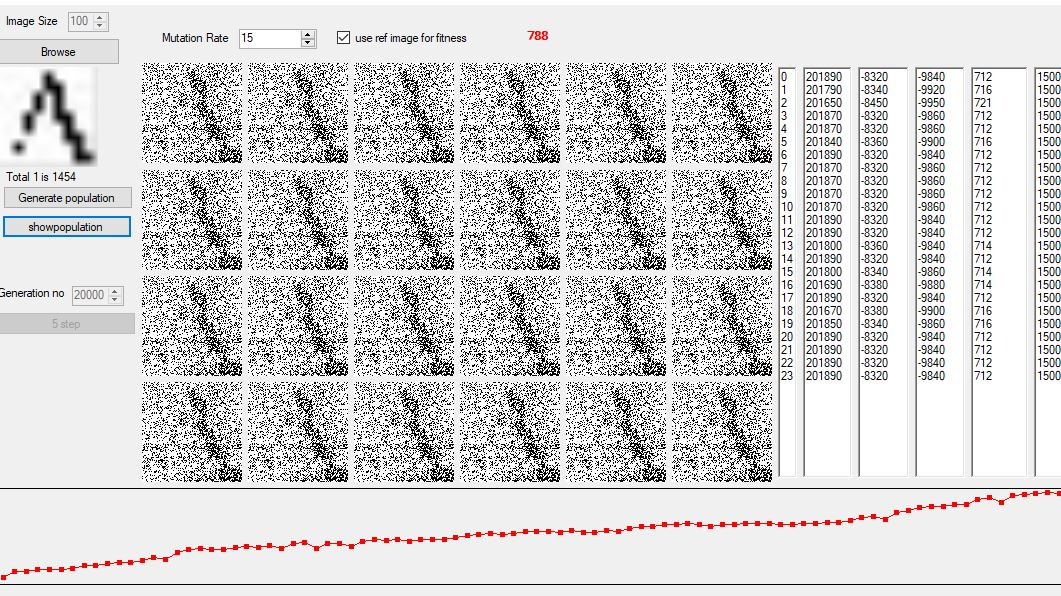 Image Size 100
Mutation Rate 15 use ref image for fitness 788
Browse
Total 1 is 1454
Generate population
showpopulation
Generation no 20000
5 step
0 201890 -8320 -9840 712 1500
1 201790 -8340 -9920 716 1500
2 201650 -8450 -9950 721 1500
3 201870 -8320 -9860 712 1500
4 201870 -8320 -9860 712 1500
5 201840 -8360 -9900 716 1500
6 201890 -8320 -9840 712 1500
7 201870 -8320 -9860 712 1500
8 201870 -8320 -9860 712 1500
9 201870 -8320 -9860 712 1500
10 201870 -8320 -9860 712 1500
11 201890 -8320 -9840 712 1500
12 201890 -8320 -9840 712 1500
13 201800 -8360 -9840 714 1500
14 201890 -8320 -9840 712 1500
15 201800 -8340 -9860 714 1500
16 201690 -8380 -9880 714 1500
17 201890 -8320 -9840 712 1500
18 201670 -8380 -9900 716 1500
19 201850 -8340 -9860 716 1500
20 201890 -8320 -9840 712 1500
21 201890 -8320 -9840 712 1500
22 201890 -8320 -9840 712 1500
23 201890 -8320 -9840 712 1500